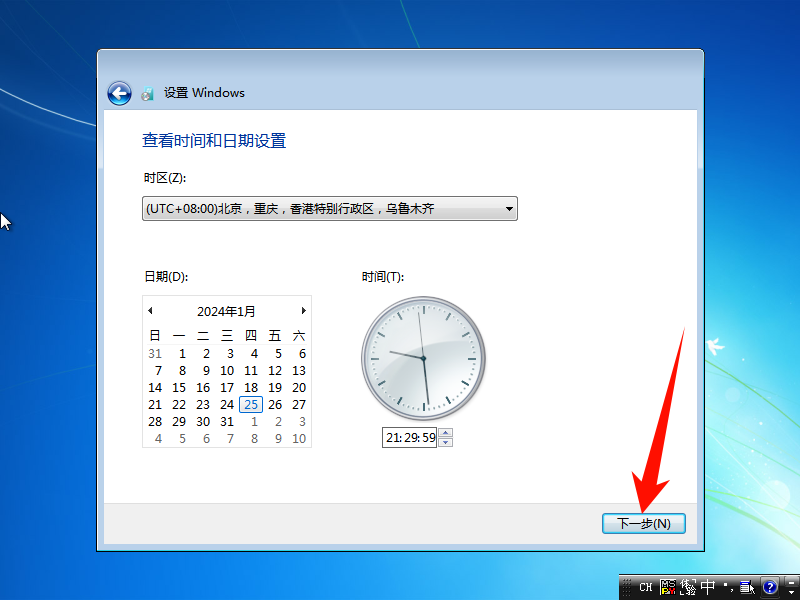 设置 Windows
查看时间和日期设置
时区(Z):
(UTC+08:00)北京，重庆，香港特别行政区，乌鲁木齐
日期(D): 时间(T):
2024年1月
日 一 二 三 四 五 六
31 1 2 3 4 5 6
7 8 9 10 11 12 13
14 15 16 17 18 19 20
21 22 23 24 25 26 27
28 29 30 31 1 2 3
4 5 6 7 8 9 10
21:29:59
下一步(N)
CH 中